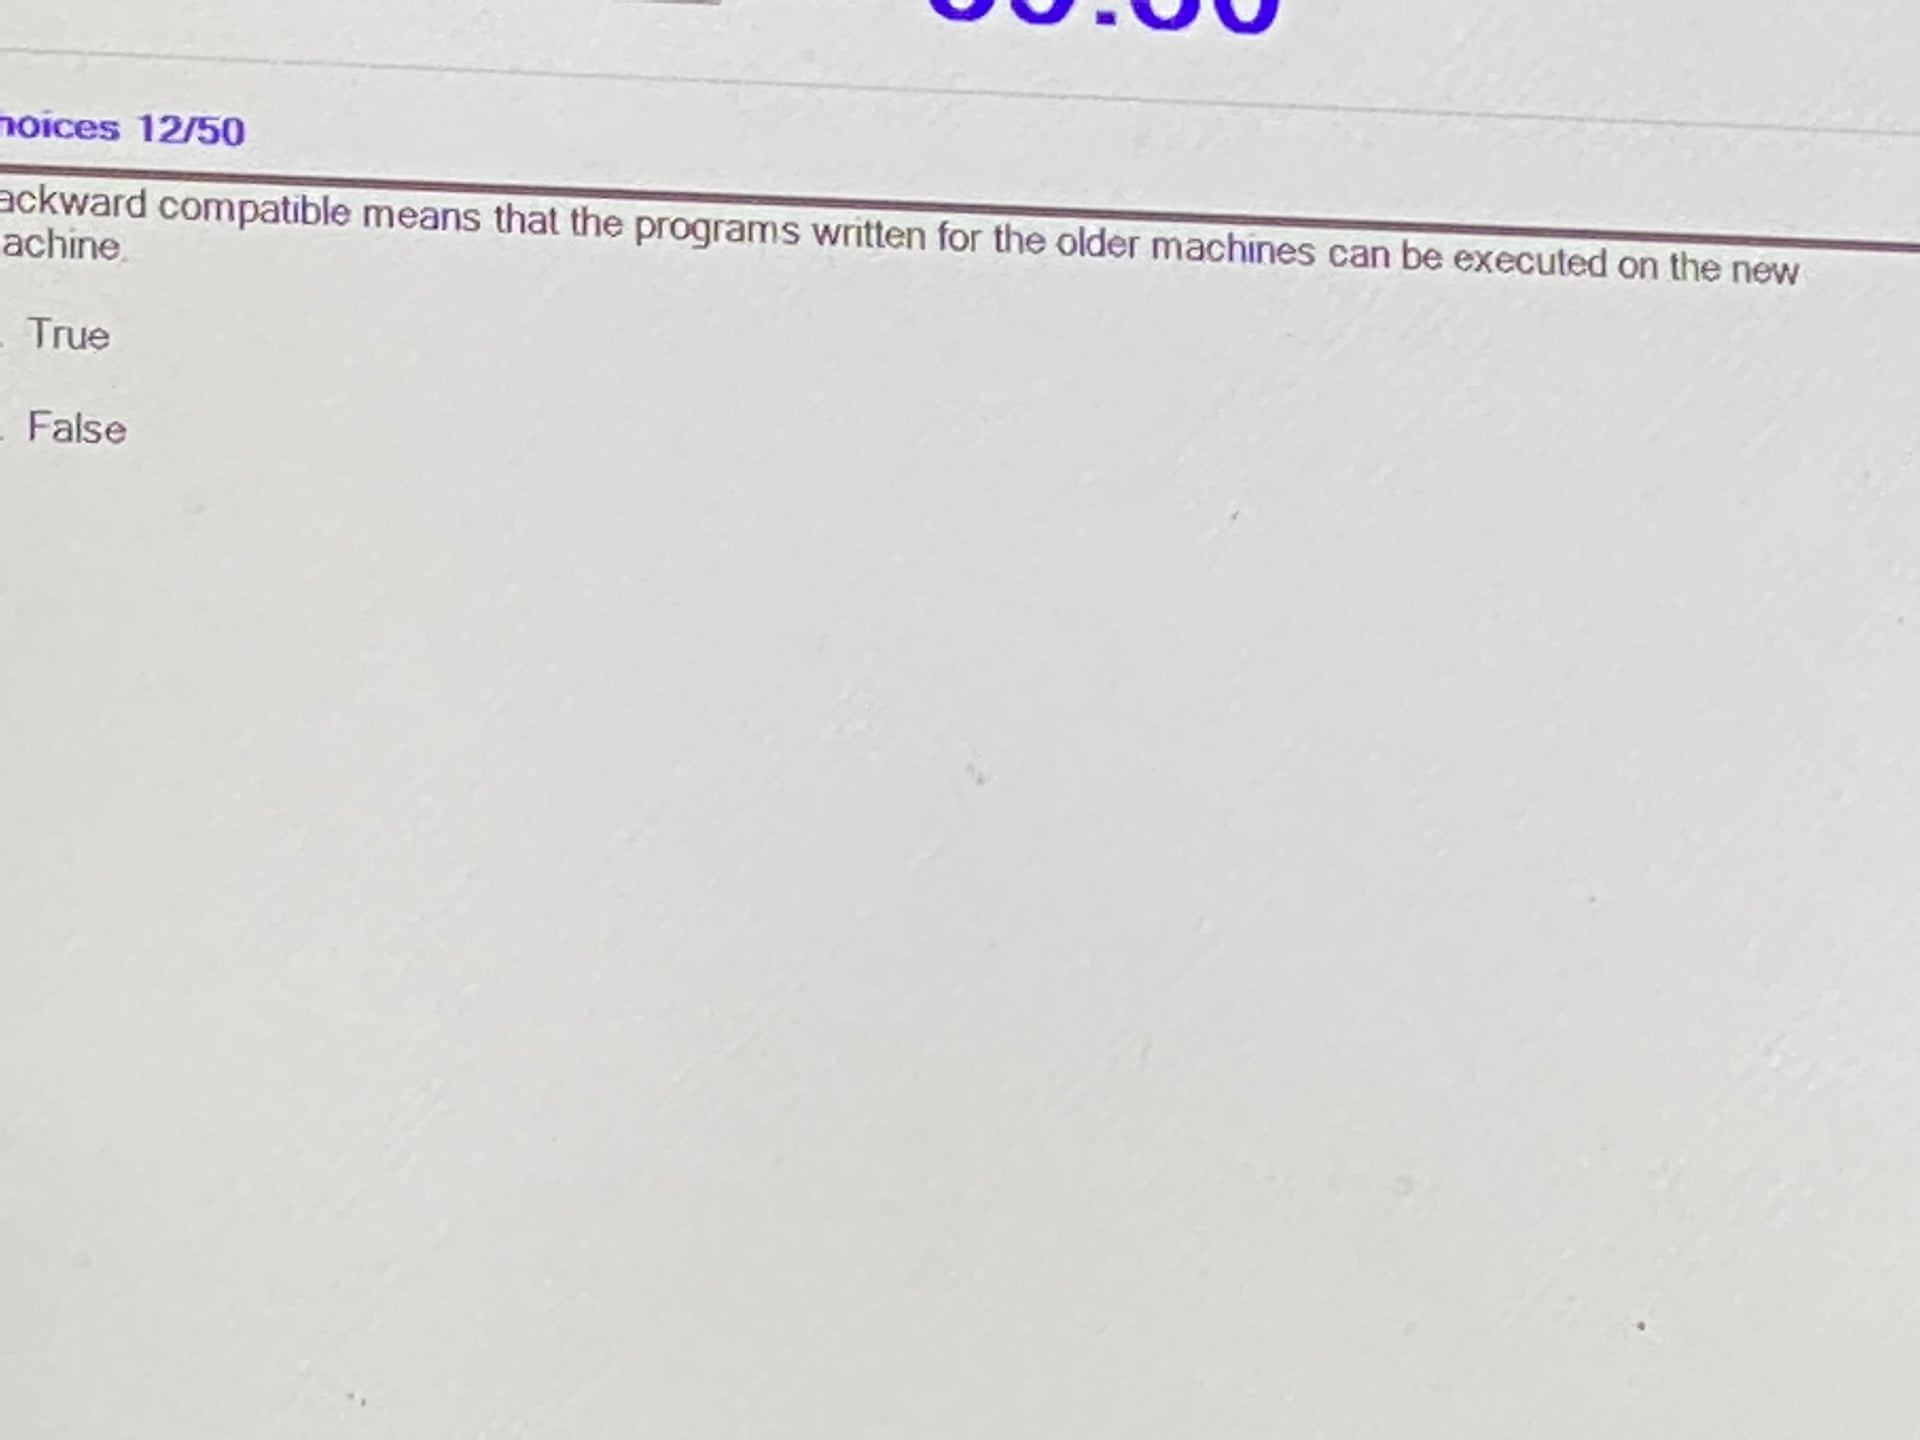 hoices 12/50
ackward compatible means that the programs written for the older machines can be executed on the new
achine.
True
False